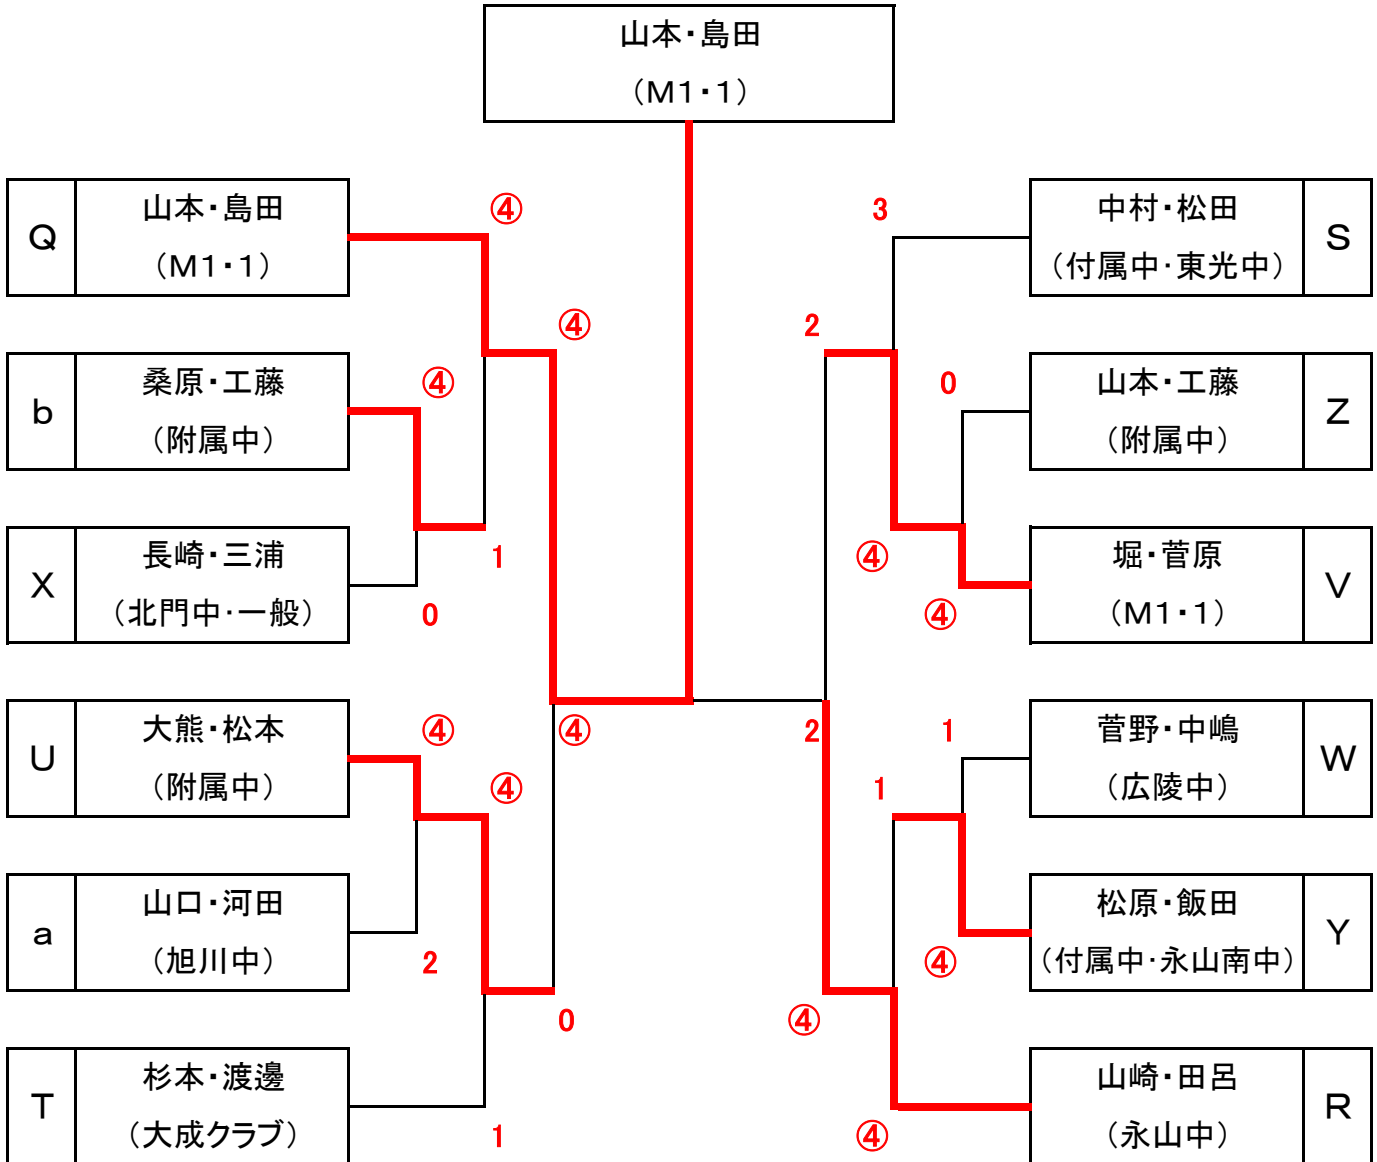 山本・島田
（M1・1）
Q
山本・島田
（M1・1）
④
④
b
桑原・工藤
（附属中）
④
1
X
長崎・三浦
（北門中・一般）
0
U
大熊・松本
（附属中）
④
④
④
a
山口・河田
（旭川中）
2
0
T
杉本・渡邊
（大成クラブ）
1
3
中村・松田
（付属中・東光中）
S
2
0
山本・工藤
（附属中）
Z
④
④
堀・菅原
（M1・1）
V
2
1
菅野・中嶋
（広陵中）
W
1
④
松原・飯田
（付属中・永山南中）
Y
④
④
山崎・田呂
（永山中）
R